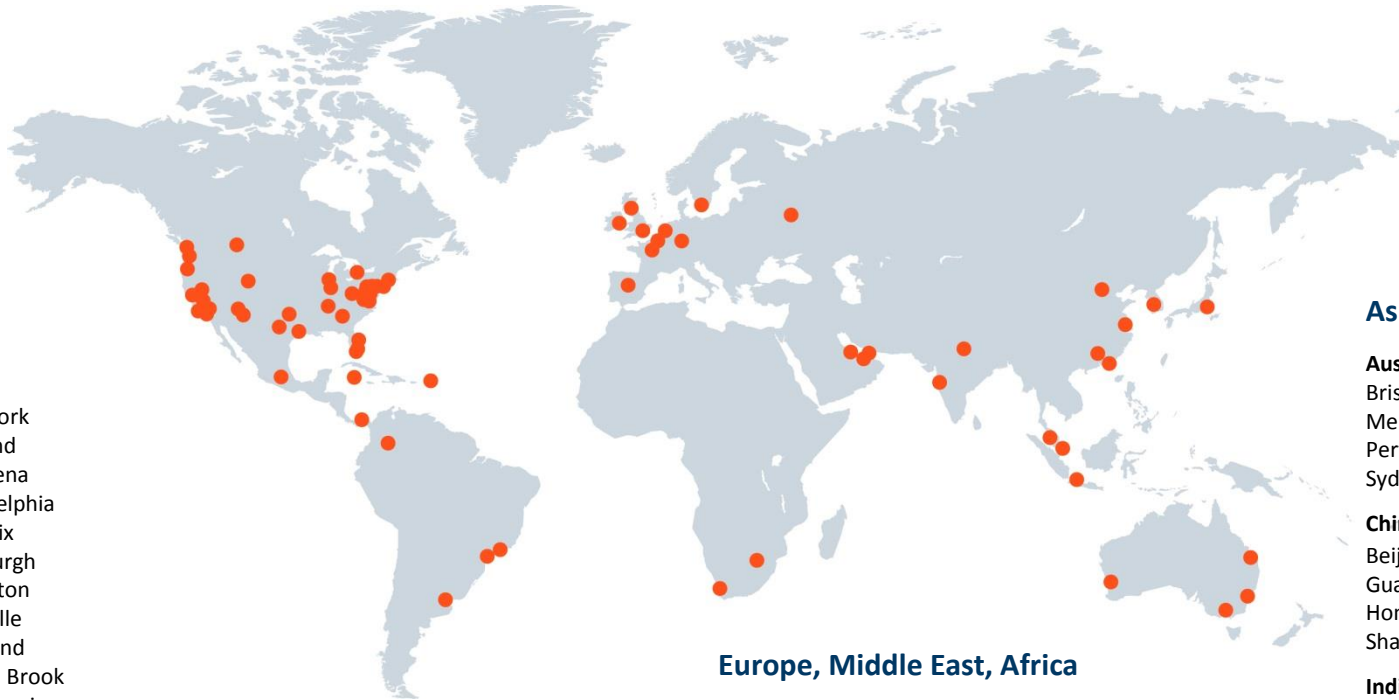 ork
nd
ena
elphia
ix
urgh
ton
lle
nd
Brook
Europe, Middle East, Africa
As
Aus
Bris
Me
Per
Syd
Chi
Beij
Gua
Hon
Sha
Ind